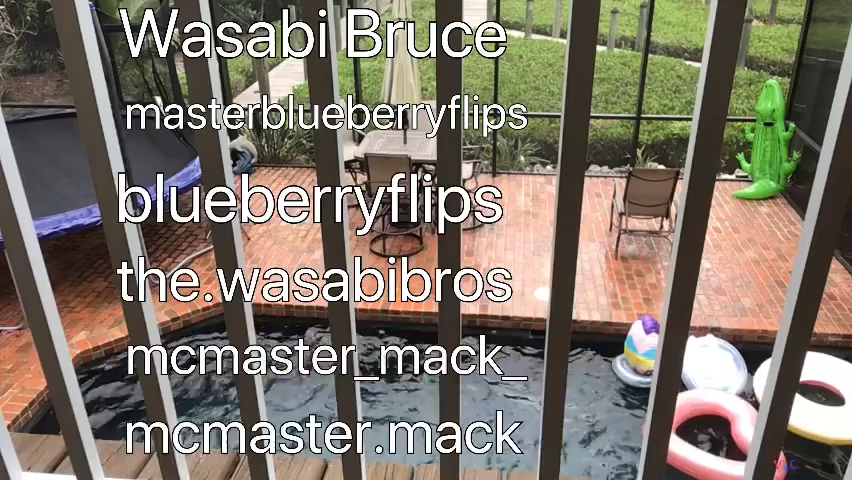 Wasabi Bruce
masterblueberryflips
blueberryflips
the.wasabibros
mcmaster_mack_
mcmaster.mack